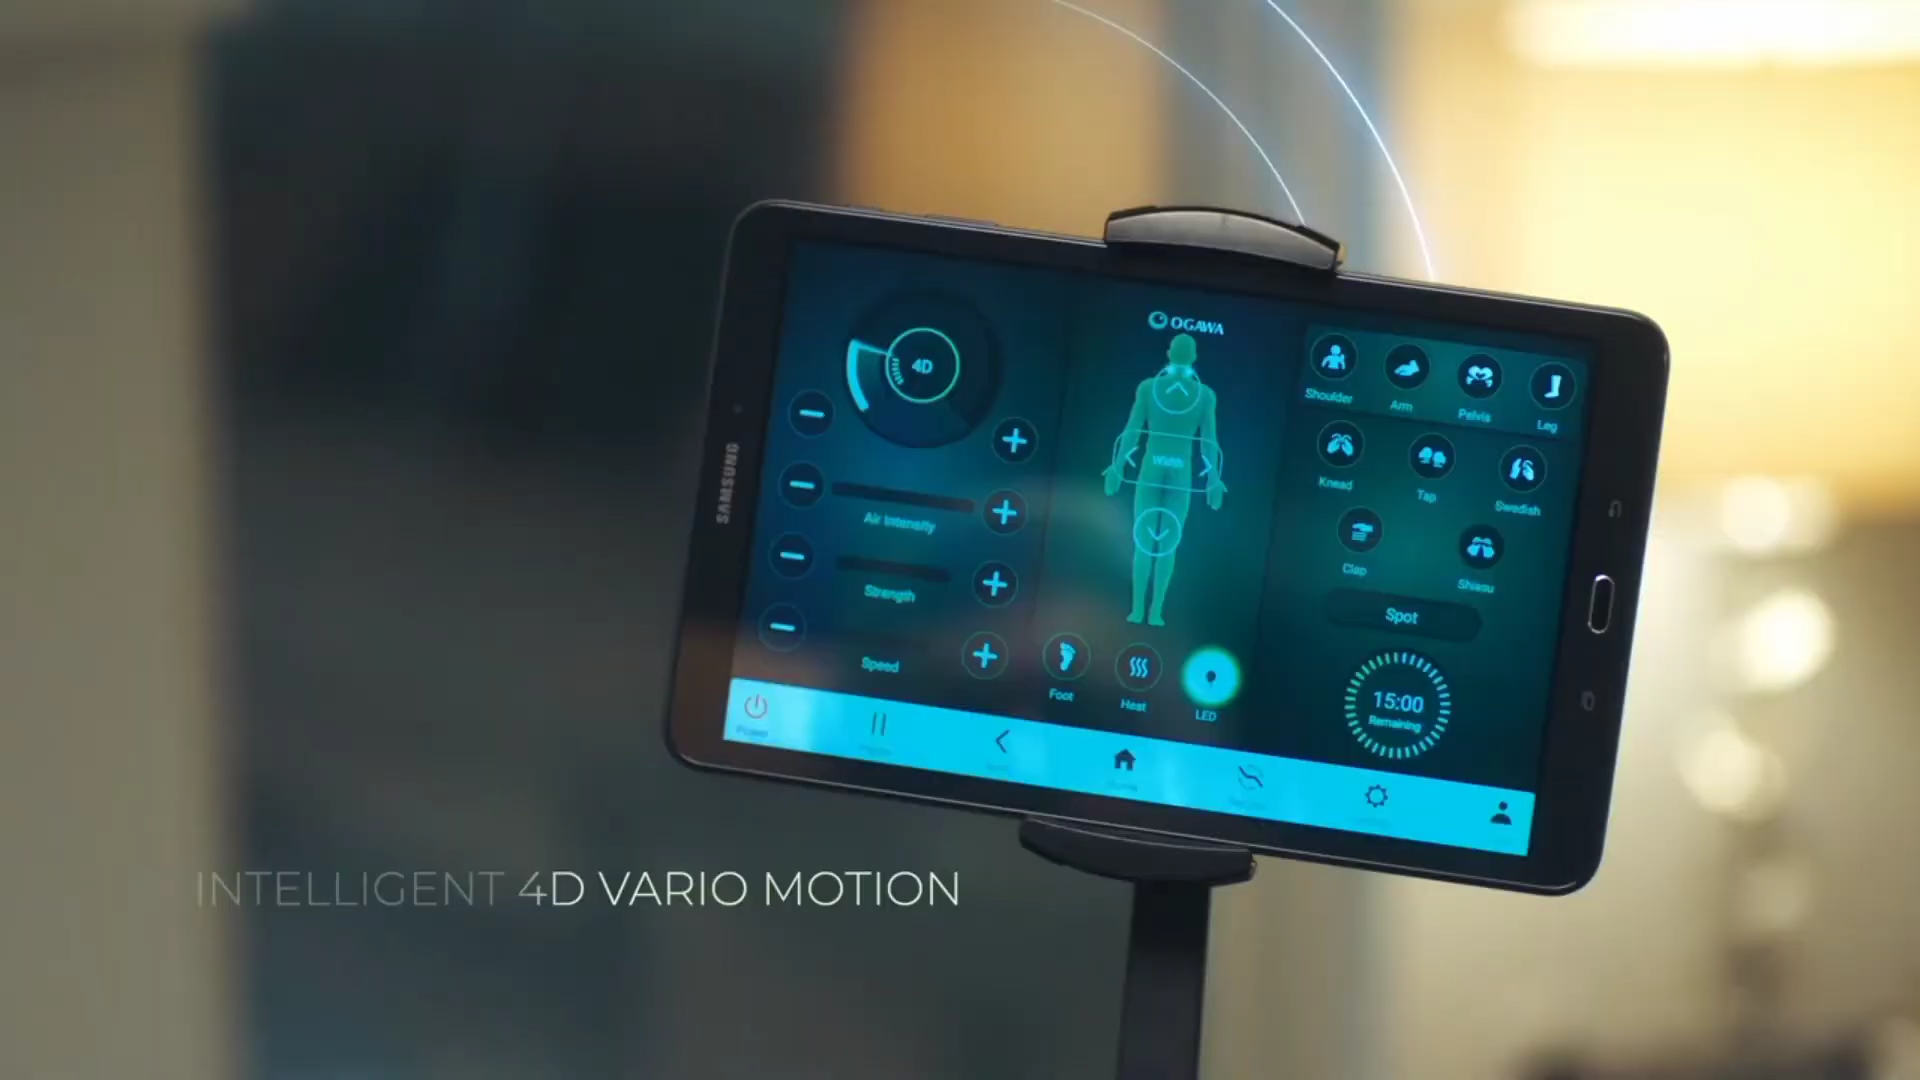 OGAWA
4D
Shoulder
Arm
Pelvis
Leg
Width
Knead
Tap
Swedish
Air Intensity
Clap
Shiatsu
Strength
Spot
Speed
Foot
Heat
LED
15:00
Remaining
Power
SAMSUNG
INTELLIGENT 4D VARIO MOTION